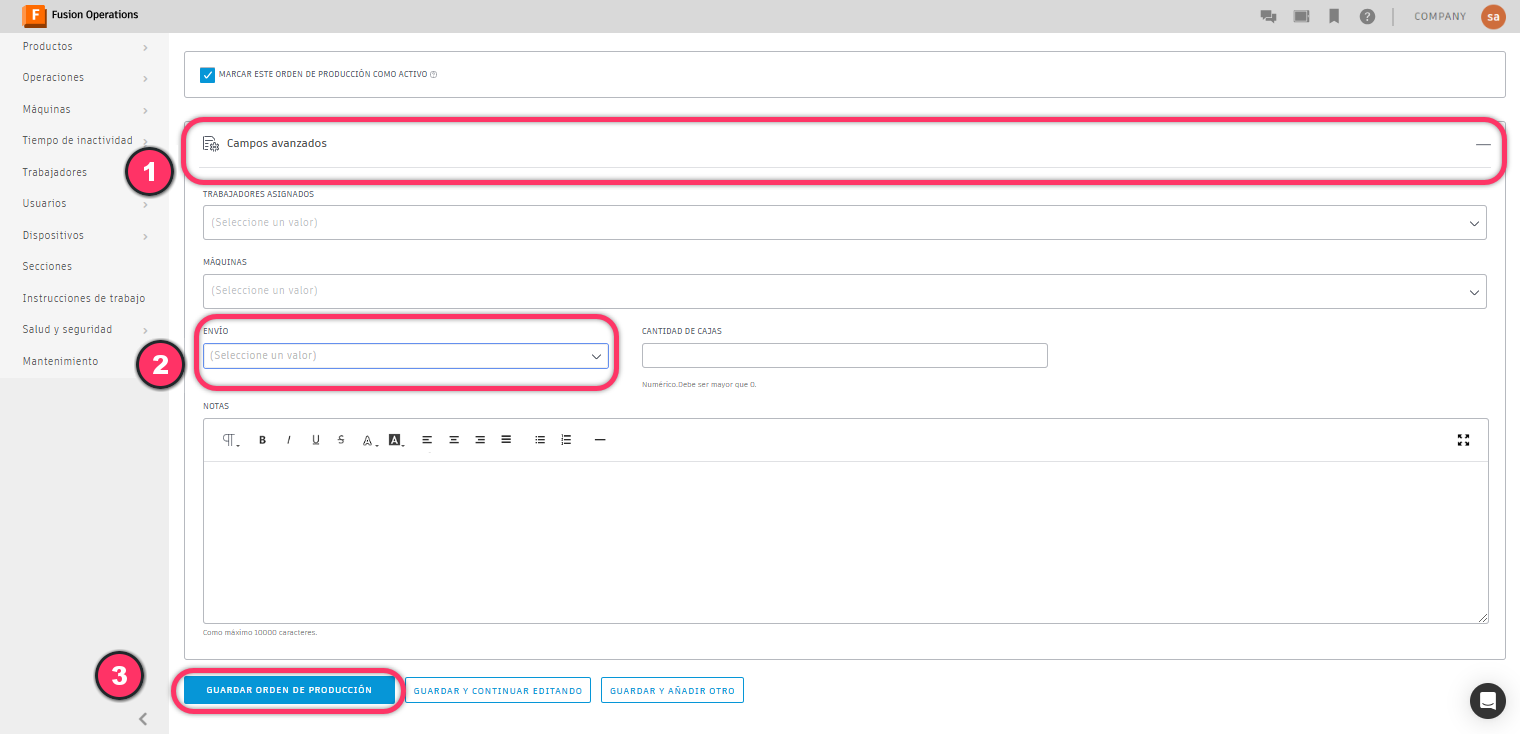 F Fusion Operations
COMPANY
sa
Productos
Operaciones
Máquinas
Tiempo de inactividad
Trabajadores
Usuarios
Dispositivos
Secciones
Instrucciones de trabajo
Salud y seguridad
Mantenimiento
MARCAR ESTE ORDEN DE PRODUCCIÓN COMO ACTIVO
1
Campos avanzados
TRABAJADORES ASIGNADOS
(Seleccione un valor)
MÁQUINAS
(Seleccione un valor)
2
ENVÍO
(Seleccione un valor)
CANTIDAD DE CAJAS
Numérico.Debe ser mayor que 0.
NOTAS
B I U S A A
Como máximo 10000 caracteres.
3
GUARDAR ORDEN DE PRODUCCIÓN
GUARDAR Y CONTINUAR EDITANDO
GUARDAR Y AÑADIR OTRO